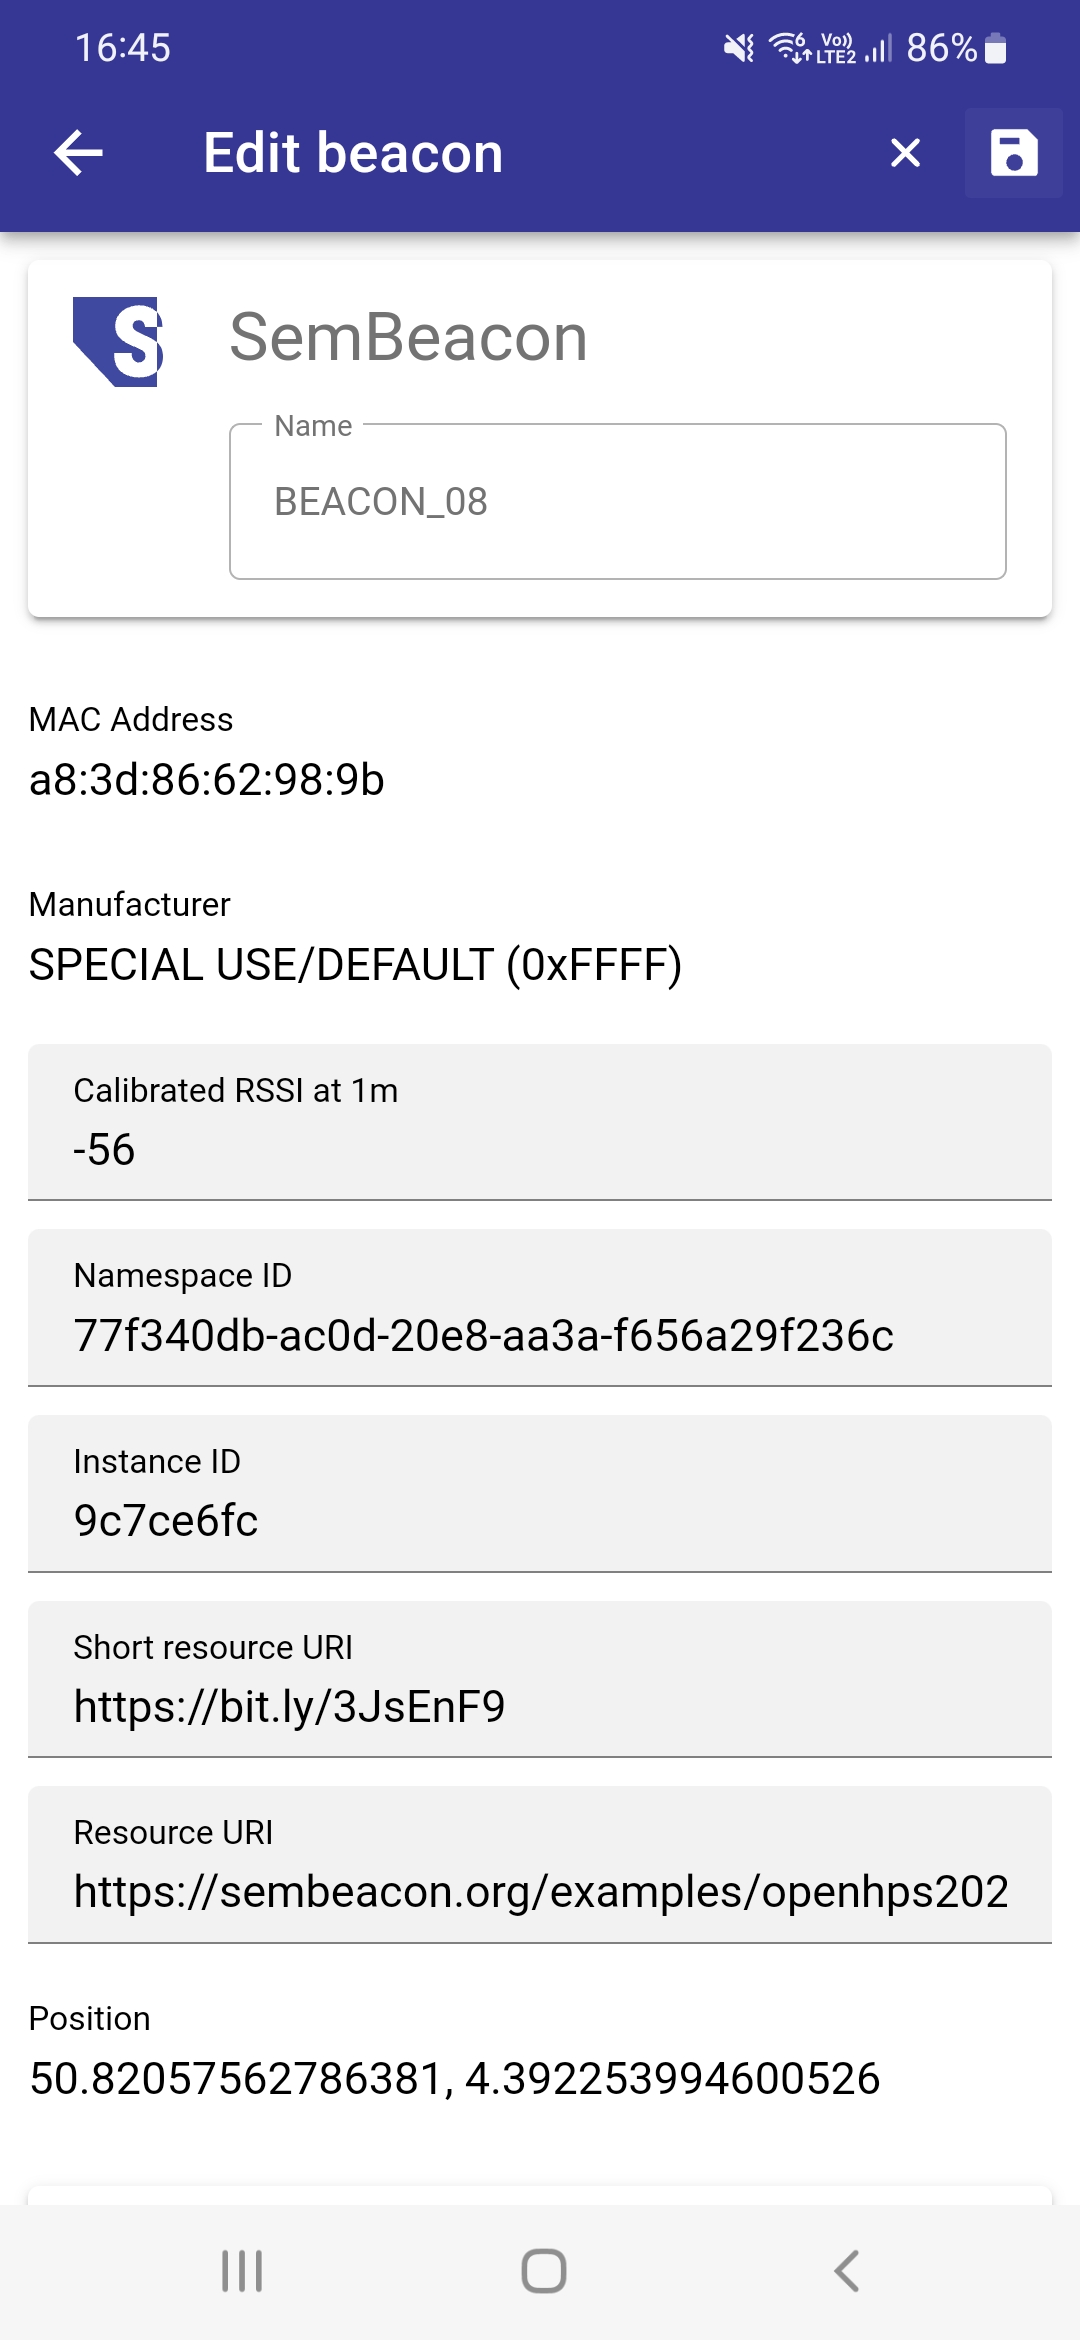 16:45
6 Vo)) LTE2 86%
Edit beacon
S
SemBeacon
Name
BEACON_08
MAC Address
a8:3d:86:62:98:9b
Manufacturer
SPECIAL USE/DEFAULT (0xFFFF)
Calibrated RSSI at 1m
-56
Namespace ID
77f340db-ac0d-20e8-aa3a-f656a29f236c
Instance ID
9c7ce6fc
Short resource URI
https://bit.ly/3JsEnF9
Resource URI
https://sembeacon.org/examples/openhps202
Position
50.82057562786381, 4.392253994600526